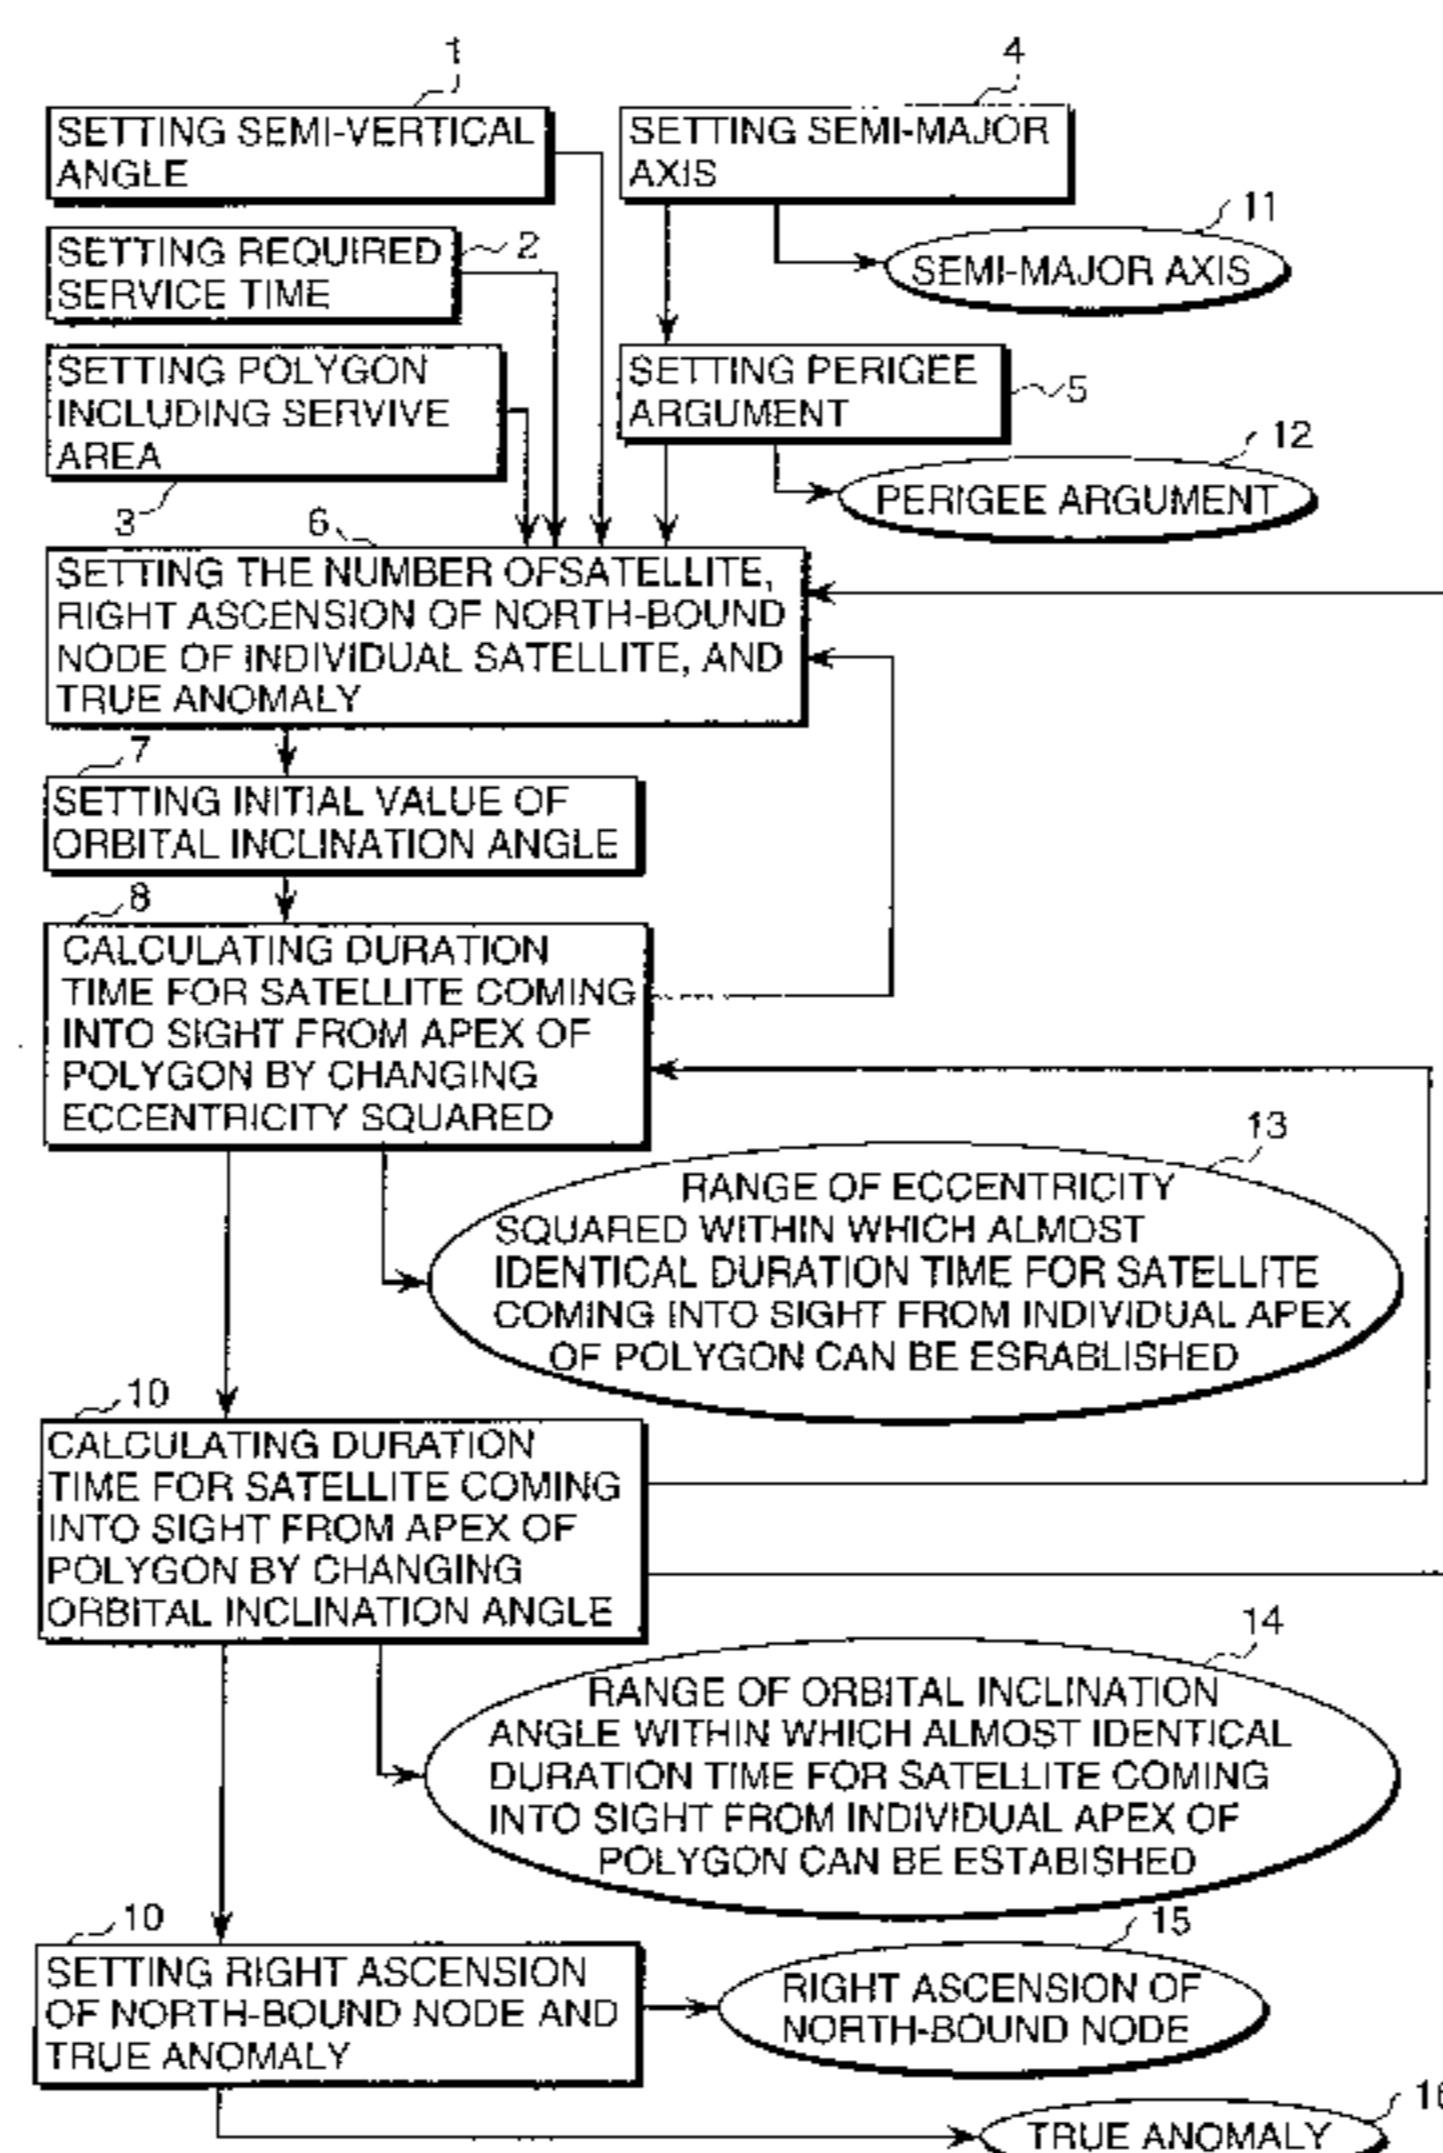 1
SETTING SEMI-VERTICAL
ANGLE
4
SETTING SEMI-MAJOR
AXIS
11
SEMI-MAJOR AXIS
SETTING REQUIRED
SERVICE TIME
2
SETTING POLYGON
INCLUDING SERVIVE
AREA
3
SETTING PERIGEE
ARGUMENT
5
12
PERIGEE ARGUMENT
6
SETTING THE NUMBER OFSATELLITE,
RIGHT ASCENSION OF NORTH-BOUND
NODE OF INDIVIDUAL SATELLITE, AND
TRUE ANOMALY
7
SETTING INITIAL VALUE OF
ORBITAL INCLINATION ANGLE
8
CALCULATING DURATION
TIME FOR SATELLITE COMING
INTO SIGHT FROM APEX OF
POLYGON BY CHANGING
ECCENTRICITY SQUARED
13
RANGE OF ECCENTRICITY
SQUARED WITHIN WHICH ALMOST
IDENTICAL DURATION TIME FOR SATELLITE
COMING INTO SIGHT FROM INDIVIDUAL APEX
OF POLYGON CAN BE ESRABLISHED
10
CALCULATING DURATION
TIME FOR SATELLITE COMING
INTO SIGHT FROM APEX OF
POLYGON BY CHANGING
ORBITAL INCLINATION ANGLE
14
RANGE OF ORBITAL INCLINATION
ANGLE WITHIN WHICH ALMOST IDENTICAL
DURATION TIME FOR SATELLITE COMING
INTO SIGHT FROM INDIVIDUAL APEX OF
POLYGON CAN BE ESTABISHED
10
SETTING RIGHT ASCENSION
OF NORTH-BOUND NODE AND
TRUE ANOMALY
15
RIGHT ASCENSION OF
NORTH-BOUND NODE
16
TRUE ANOMALY